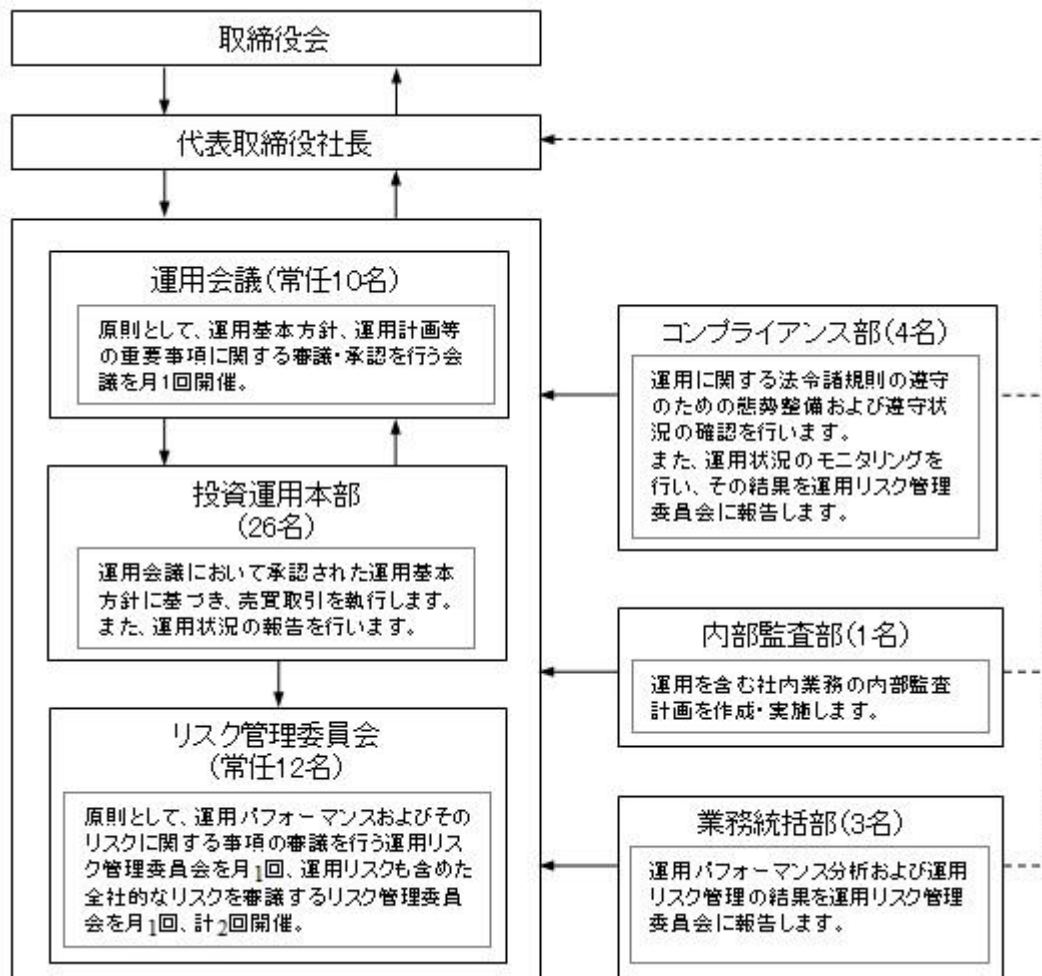 取締役会
代表取締役社長
運用会議(常任10名)
原則として、運用基本方針、運用計画等
の重要事項に関する審議・承認を行う会
議を月1回開催。
投資運用本部
(26名)
運用会議において承認された運用基本
方針に基づき、売買取引を執行します。
また、運用状況の報告を行います。
リスク管理委員会
(常任12名)
原則として、運用パフォーマンスおよびその
リスクに関する事項の審議を行う運用リス
ク管理委員会を月1回、運用リスクも含めた
全社的なリスクを審議するリスク管理委員
会を月1回、計2回開催。
コンプライアンス部(4名)
運用に関する法令諸規則の遵守
のための態勢整備および遵守状
況の確認を行います。
また、運用状況のモニタリングを
行い、その結果を運用リスク管理
委員会に報告します。
内部監査部(1名)
運用を含む社内業務の内部監査
計画を作成・実施します。
業務統括部(3名)
運用パフォーマンス分析および運用
リスク管理の結果を運用リスク管理
委員会に報告します。